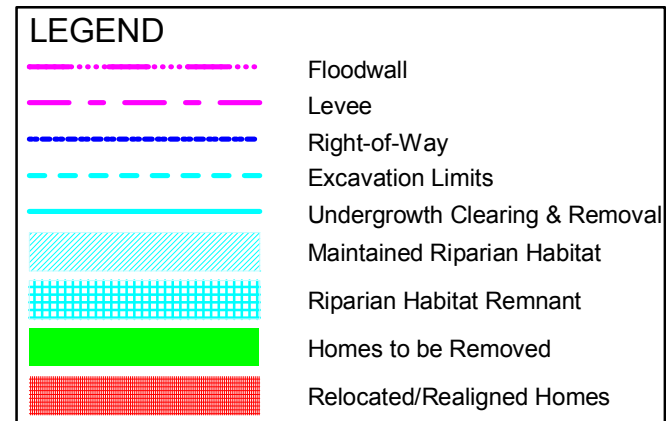 LEGEND
Floodwall
Levee
Right-of-Way
Excavation Limits
Undergrowth Clearing & Removal
Maintained Riparian Habitat
Riparian Habitat Remnant
Homes to be Removed
Relocated/Realigned Homes